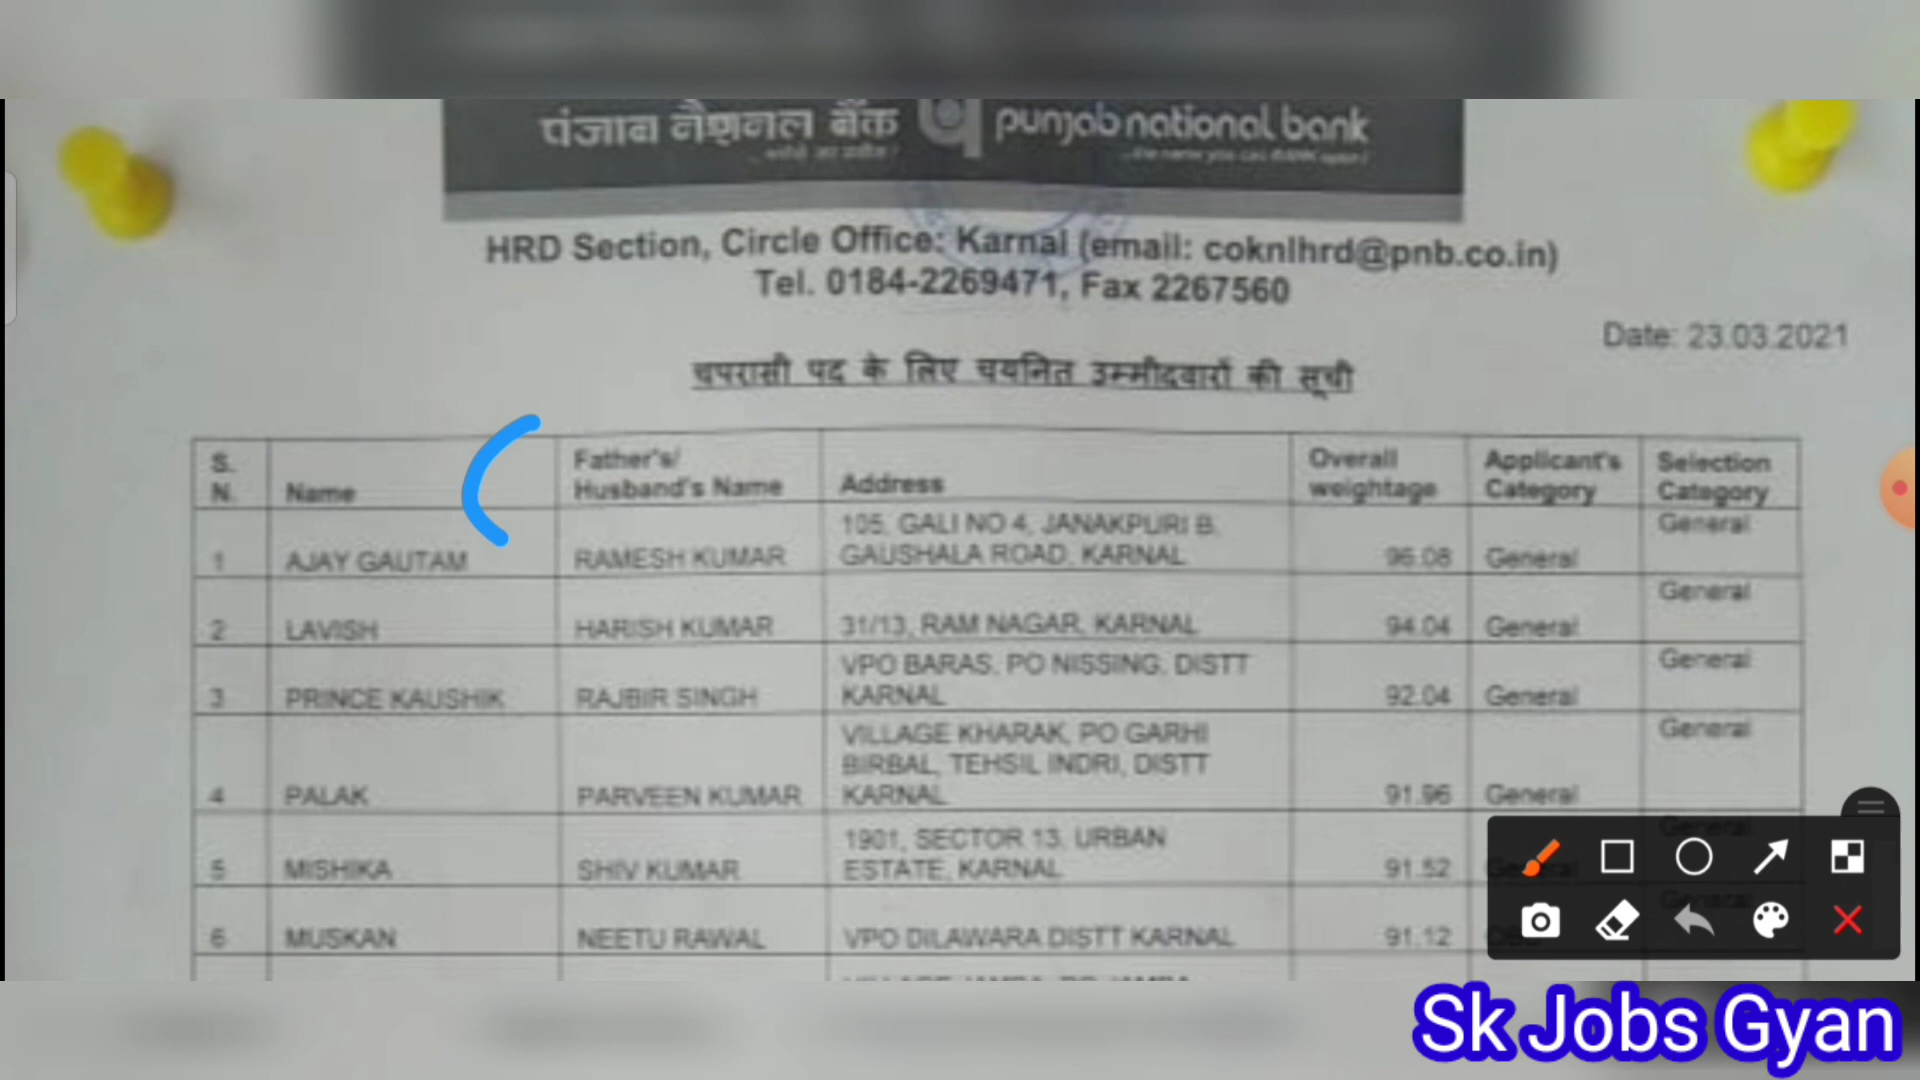 पंजाब नैशनल बैंक punjab national bank
HRD Section, Circle Office: Karnal (email: coknlhrd@pnb.co.in)
Tel. 0184-2269471, Fax 2267560
Date: 23.03.2021
चपरासी पद के लिए चयनित उम्मीदवारों की सूची
S. N. Name Father's/ Husband's Name Address Overall weightage Applicant's Category Selection Category
1 AJAY GAUTAM RAMESH KUMAR 105, GALI NO 4, JANAKPURI B, GAUSHALA ROAD, KARNAL 96.08 General General
2 LAVISH HARISH KUMAR 31/13, RAM NAGAR, KARNAL 94.04 General General
3 PRINCE KAUSHIK RAJBIR SINGH VPO BARAS, PO NISSING, DISTT KARNAL 92.04 General General
4 PALAK PARVEEN KUMAR VILLAGE KHARAK, PO GARHI BIRBAL, TEHSIL INDRI, DISTT KARNAL 91.96 General General
5 MISHIKA SHIV KUMAR 1901, SECTOR 13, URBAN ESTATE, KARNAL 91.52
6 MUSKAN NEETU RAWAL VPO DILAWARA DISTT KARNAL 91.12
Sk Jobs Gyan